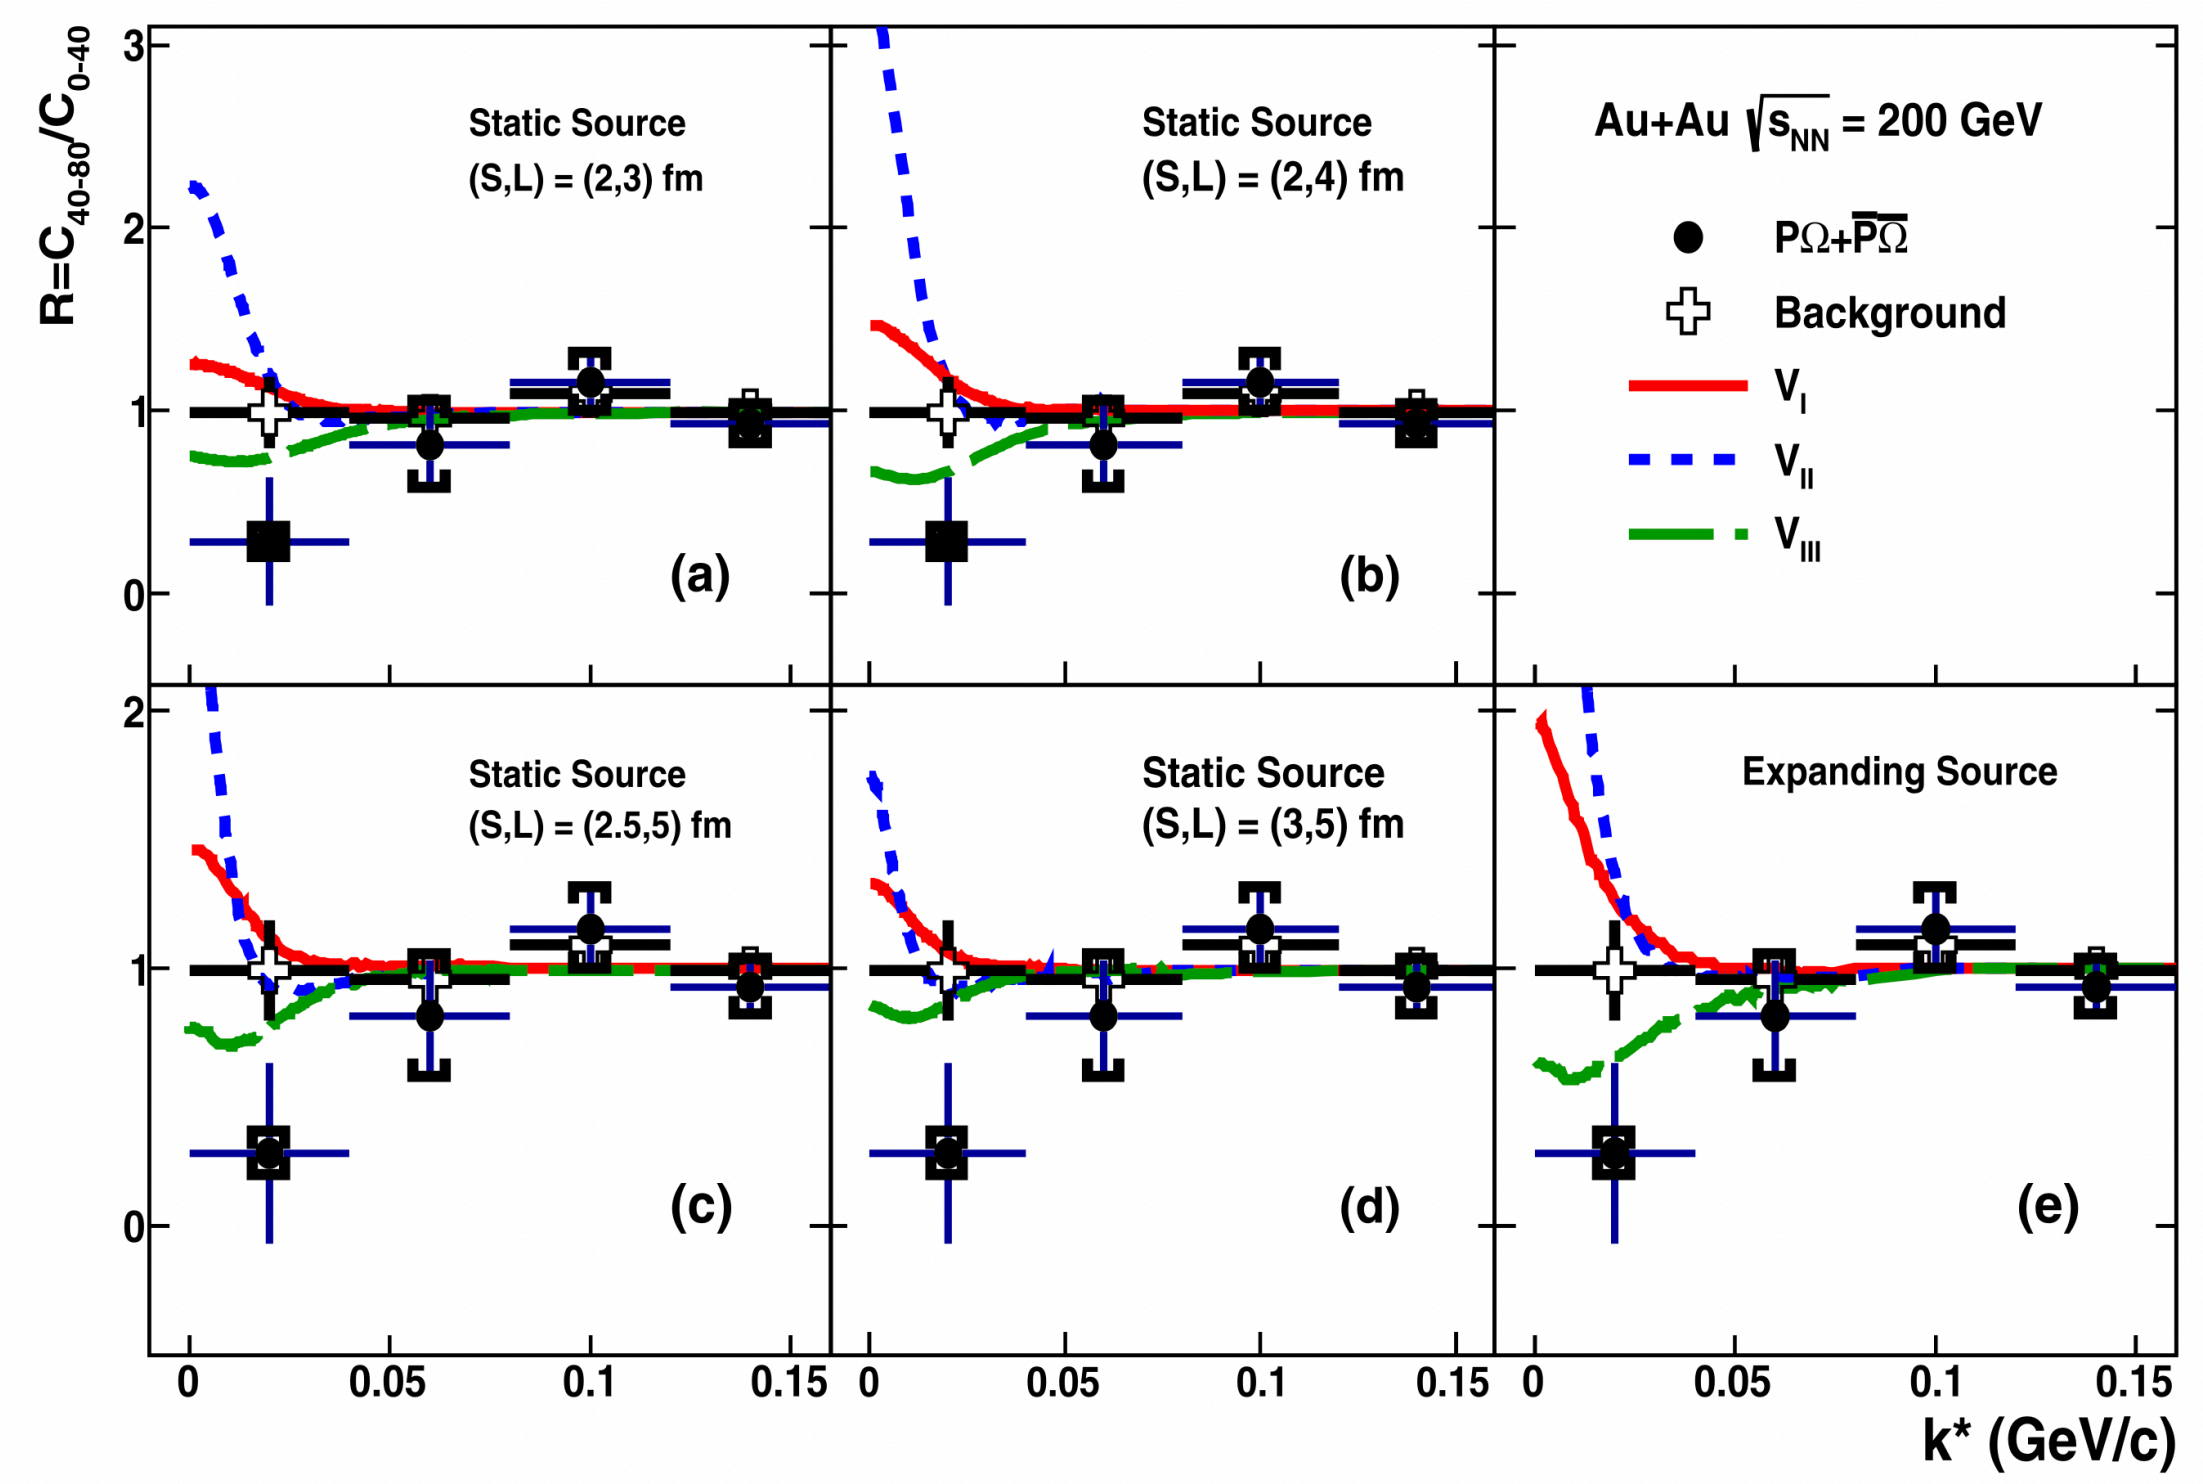 R=C40-80/C0-40
3
2
1
0
Static Source
(S,L) = (2,3) fm
(a)
Static Source
(S,L) = (2,4) fm
(b)
Au+Au √sNN = 200 GeV
PΩ+P̅Ω̅
Background
VI
VII
VIII
2
1
0
Static Source
(S,L) = (2.5,5) fm
(c)
Static Source
(S,L) = (3,5) fm
(d)
Expanding Source
(e)
0 0.05 0.1 0.15 0 0.05 0.1 0.15 0 0.05 0.1 0.15
k* (GeV/c)